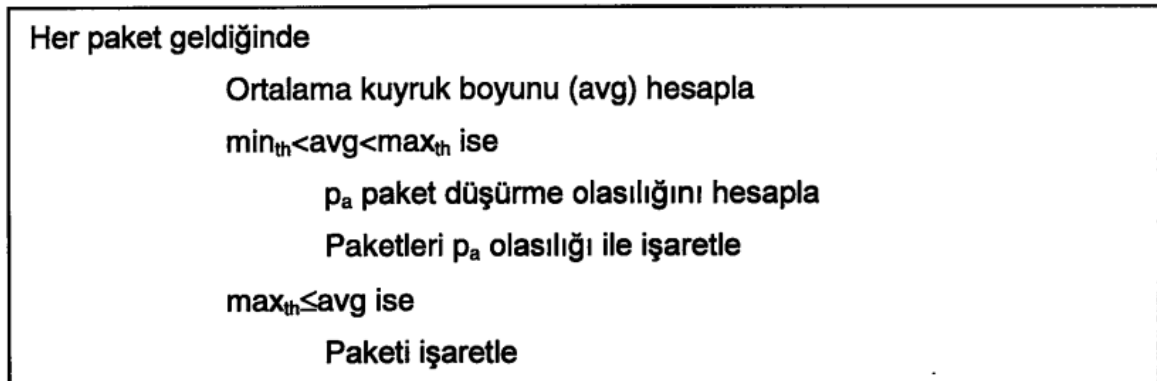 Her paket geldiğinde
Ortalama kuyruk boyunu (avg) hesapla
min_th<avg<max_th ise
p_a paket düşürme olasılığını hesapla
Paketleri p_a olasılığı ile işaretle
max_th≤avg ise
Paketi işaretle